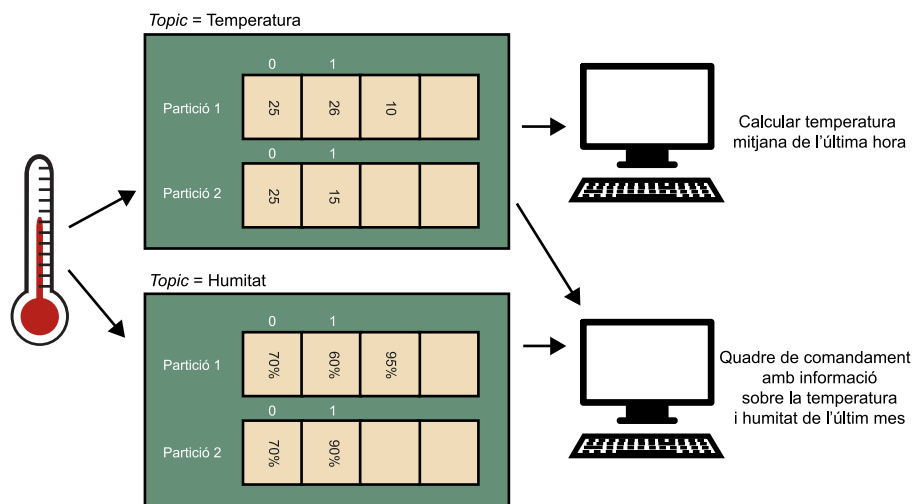 Topic = Temperatura
0 1
Partició 1
25 26 10
0 1
Partició 2
25 15
Calcular temperatura
mitjana de l’última hora
Topic = Humitat
0 1
Partició 1
70% 60% 95%
0 1
Partició 2
70% 90%
Quadre de comandament
amb informació
sobre la temperatura
i humitat de l’últim mes